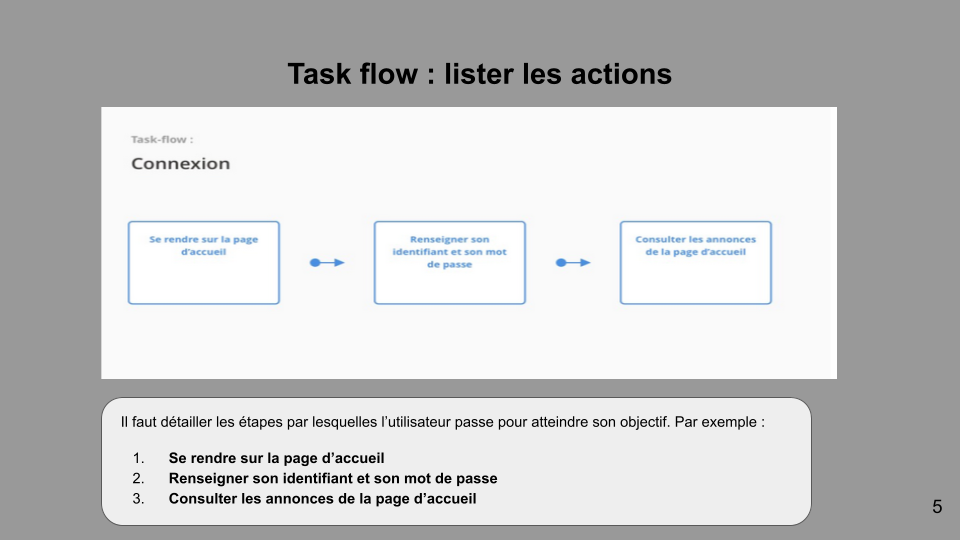 Task flow : lister les actions
Task-flow :
Connexion
Se rendre sur la page
d'accueil
Renseigner son
identifiant et son mot
de passe
Consulter les annonces
de la page d'accueil
Il faut détailler les étapes par lesquelles l’utilisateur passe pour atteindre son objectif. Par exemple :
1. Se rendre sur la page d’accueil
2. Renseigner son identifiant et son mot de passe
3. Consulter les annonces de la page d’accueil
5